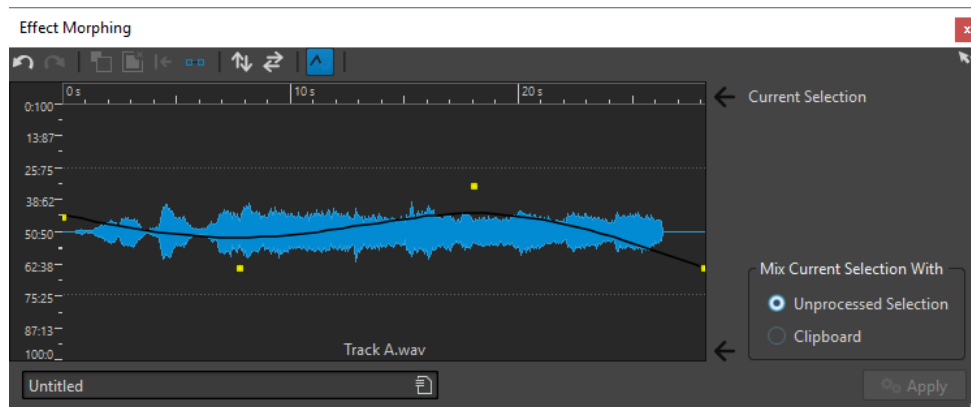 Effect Morphing
x
0 s 10 s 20 s
0:100
Current Selection
13:87
25:75
38:62
50:50
62:38
Mix Current Selection With
75:25
Unprocessed Selection
87:13
Clipboard
100:0
Track A.wav
Untitled
Apply